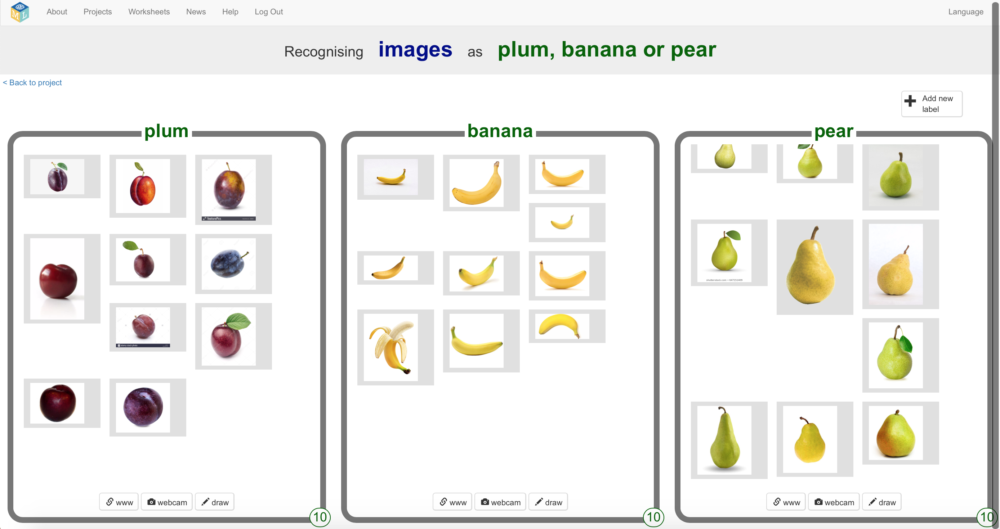 M L
About Projects Worksheets News Help Log Out Language
Recognising images as plum, banana or pear
< Back to project
Add new
label
plum
featurePics
alamy stock photo
www webcam draw
10
banana
www webcam draw
10
pear
shutterstock.com • 647151409
www webcam draw
10